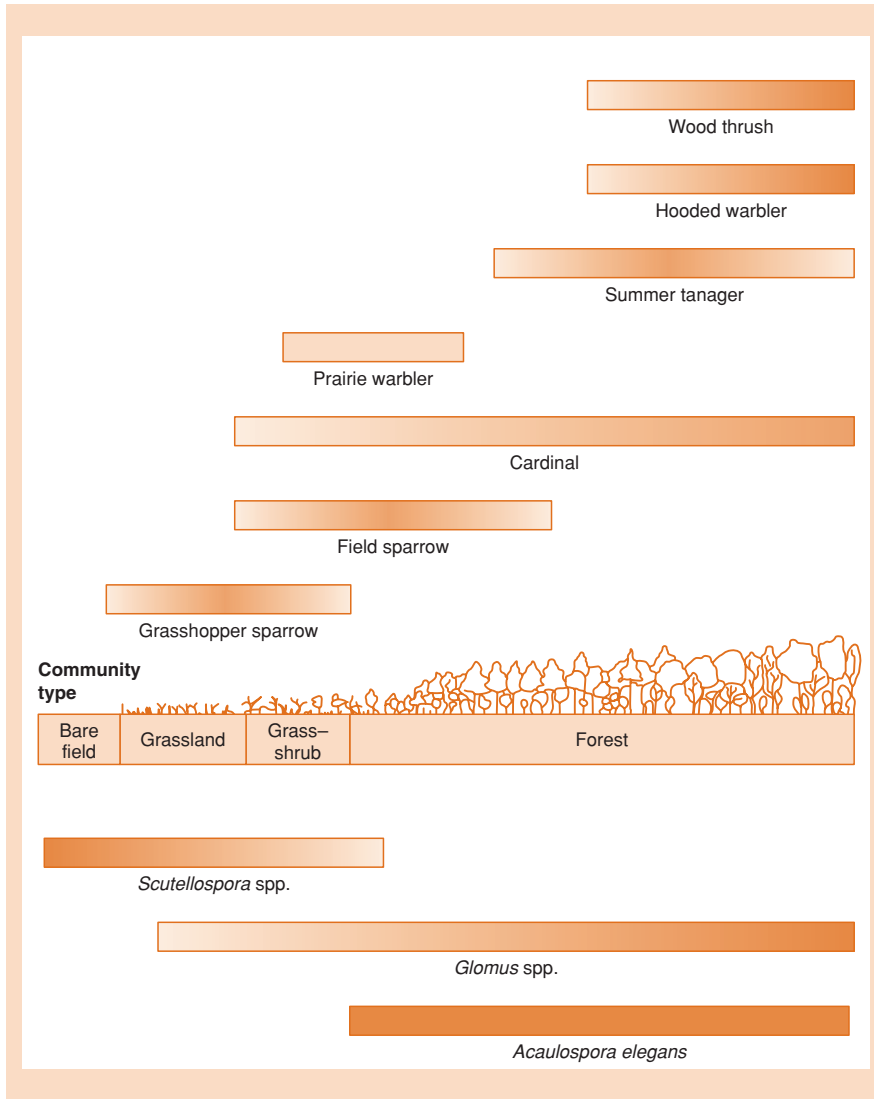 Wood thrush
Hooded warbler
Summer tanager
Prairie warbler
Cardinal
Field sparrow
Grasshopper sparrow
Community
type
Bare
field
Grassland
Grass–
shrub
Forest
Scutellospora spp.
Glomus spp.
Acaulospora elegans